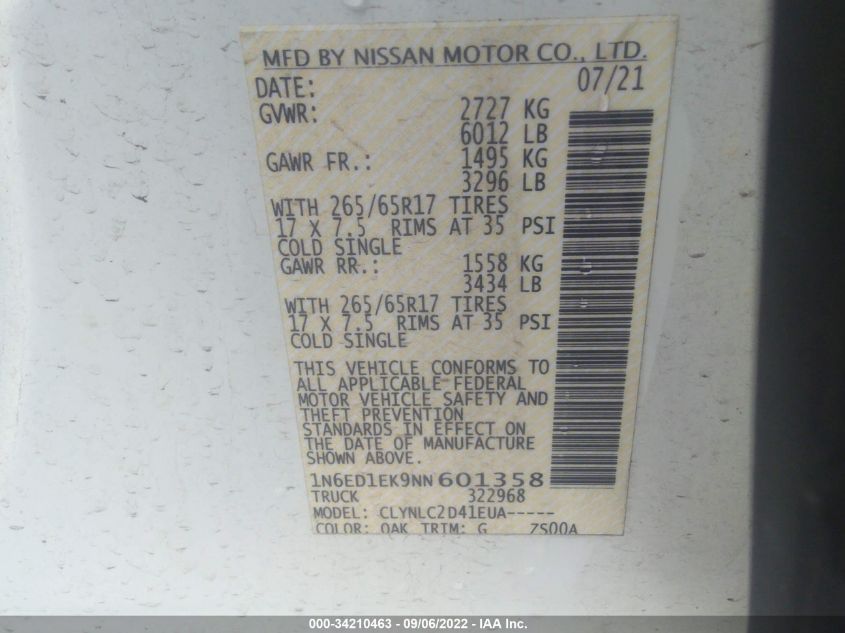 MFD BY NISSAN MOTOR CO., LTD.
DATE: 07/21
GVWR: 2727 KG
6012 LB
GAWR FR.: 1495 KG
3296 LB
WITH 265/65R17 TIRES
17 X 7.5 RIMS AT 35 PSI
COLD SINGLE
GAWR RR.: 1558 KG
3434 LB
WITH 265/65R17 TIRES
17 X 7.5 RIMS AT 35 PSI
COLD SINGLE
THIS VEHICLE CONFORMS TO
ALL APPLICABLE FEDERAL
MOTOR VEHICLE SAFETY AND
THEFT PREVENTION
STANDARDS IN EFFECT ON
THE DATE OF MANUFACTURE
SHOWN ABOVE.
1N6ED1EK9NN601358
TRUCK 322968
MODEL: CLYNLC2D41EUA-----
COLOR: QAK TRIM: G ZS00A
000-34210463 - 09/06/2022 - IAA Inc.